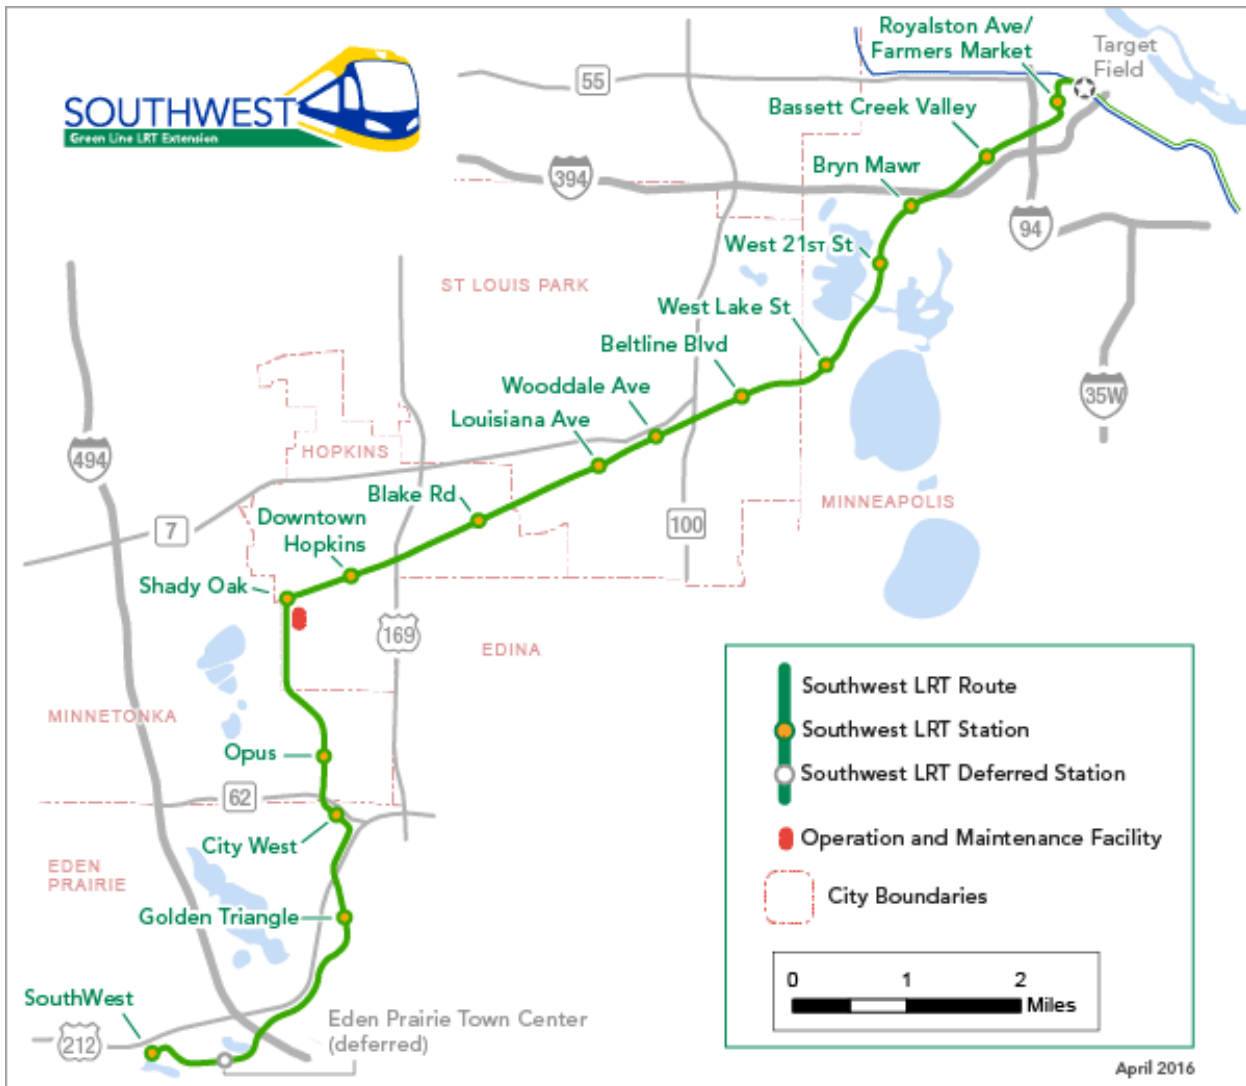 SOUTHWEST
Green Line LRT Extension
Royalston Ave/
Farmers Market
Target
Field
55
Bassett Creek Valley
394
Bryn Mawr
94
West 21ST St
ST LOUIS PARK
West Lake St
Beltline Blvd
Wooddale Ave
35W
Louisiana Ave
HOPKINS
494
Blake Rd
MINNEAPOLIS
7
Downtown
Hopkins
100
Shady Oak
169
EDINA
MINNETONKA
Opus
62
City West
EDEN
PRAIRIE
Golden Triangle
SouthWest
212
Eden Prairie Town Center
(deferred)
Southwest LRT Route
Southwest LRT Station
Southwest LRT Deferred Station
Operation and Maintenance Facility
City Boundaries
0 1 2
Miles
April 2016